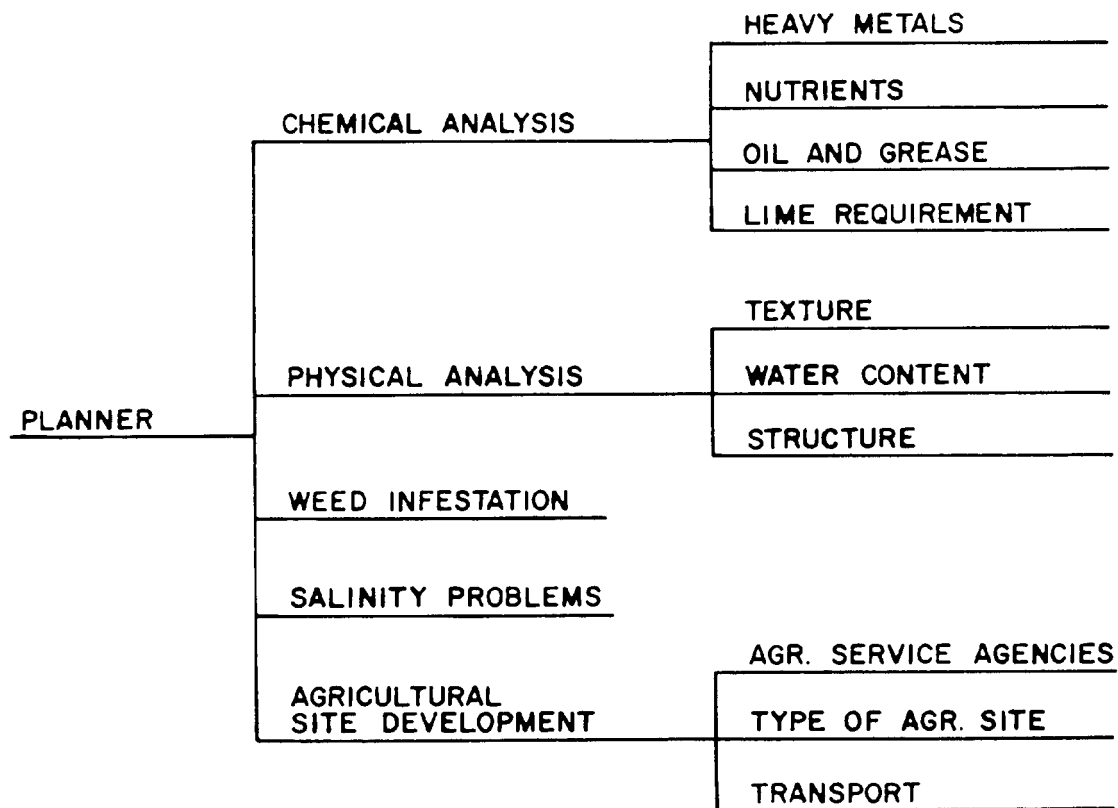 PLANNER
CHEMICAL ANALYSIS
HEAVY METALS
NUTRIENTS
OIL AND GREASE
LIME REQUIREMENT
PHYSICAL ANALYSIS
TEXTURE
WATER CONTENT
STRUCTURE
WEED INFESTATION
SALINITY PROBLEMS
AGRICULTURAL
SITE DEVELOPMENT
AGR. SERVICE AGENCIES
TYPE OF AGR. SITE
TRANSPORT